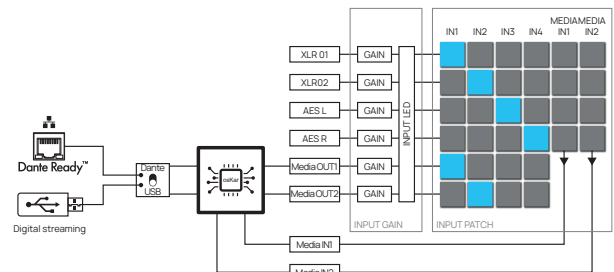 MEDIA MEDIA
IN1 IN2 IN3 IN4 IN1 IN2
XLR 01 GAIN
XLR02 GAIN
AES L GAIN
AES R GAIN
INPUT LED
Dante Ready™
Dante
USB
Media OUT1 GAIN
Media OUT2 GAIN
Digital streaming
INPUT GAIN INPUT PATCH
Media IN1
Media IN2